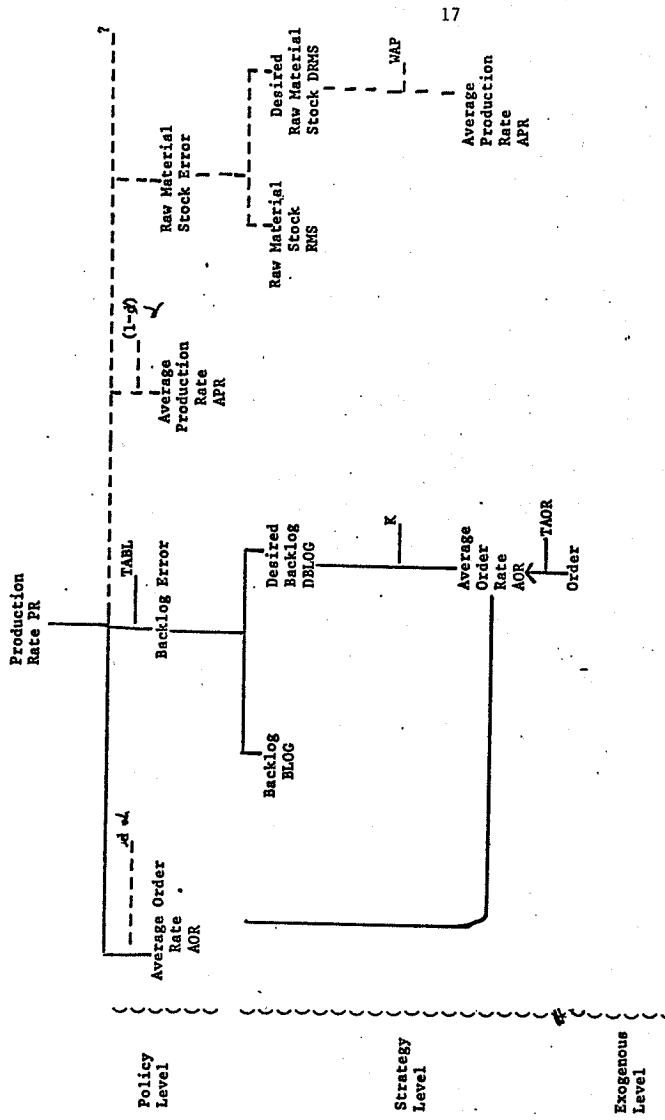 17
Production
Rate PR
?
Policy
Level
Average Order
Rate
AOR
TABL
Backlog Error
Average
Production
Rate
APR
Raw Material
Stock Error
Strategy
Level
Backlog
BLOG
Desired
Backlog
DBLOG
Raw Material
Stock
RMS
Desired
Raw Material
Stock DRMS
K
WAP
Average
Order
Rate
AOR
TAOR
Average
Production
Rate
APR
Exogenous
Level
Order